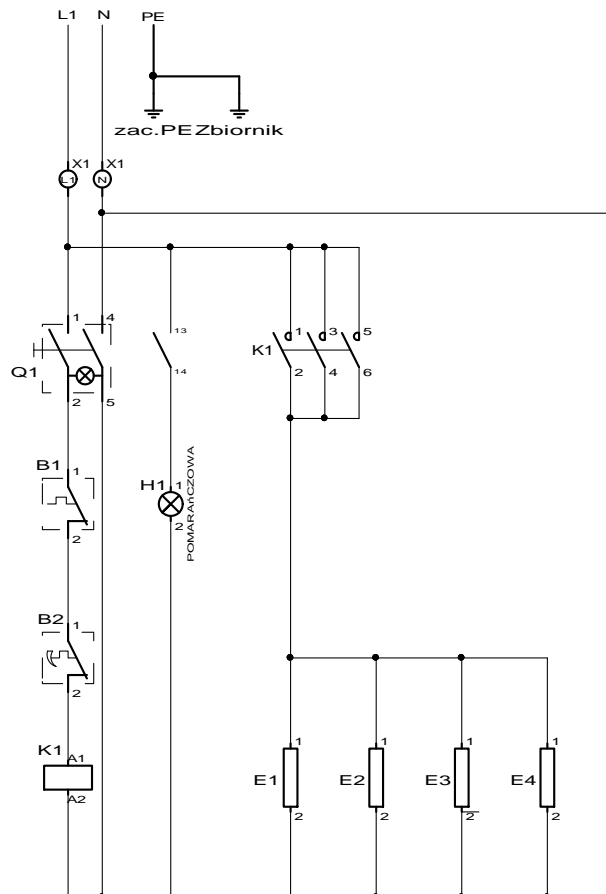 L1 N PE
zac.PE Zbiornik
X1 X1
L1 N
1 4
13
1 3 5
K1
Q1
14
2 4 6
2 5
B1
1
2
H1
1
2
POMARAńCZOWA
B2
1
2
K1
A1
A2
1 1 1 1
E1 E2 E3 E4
2 2 2 2